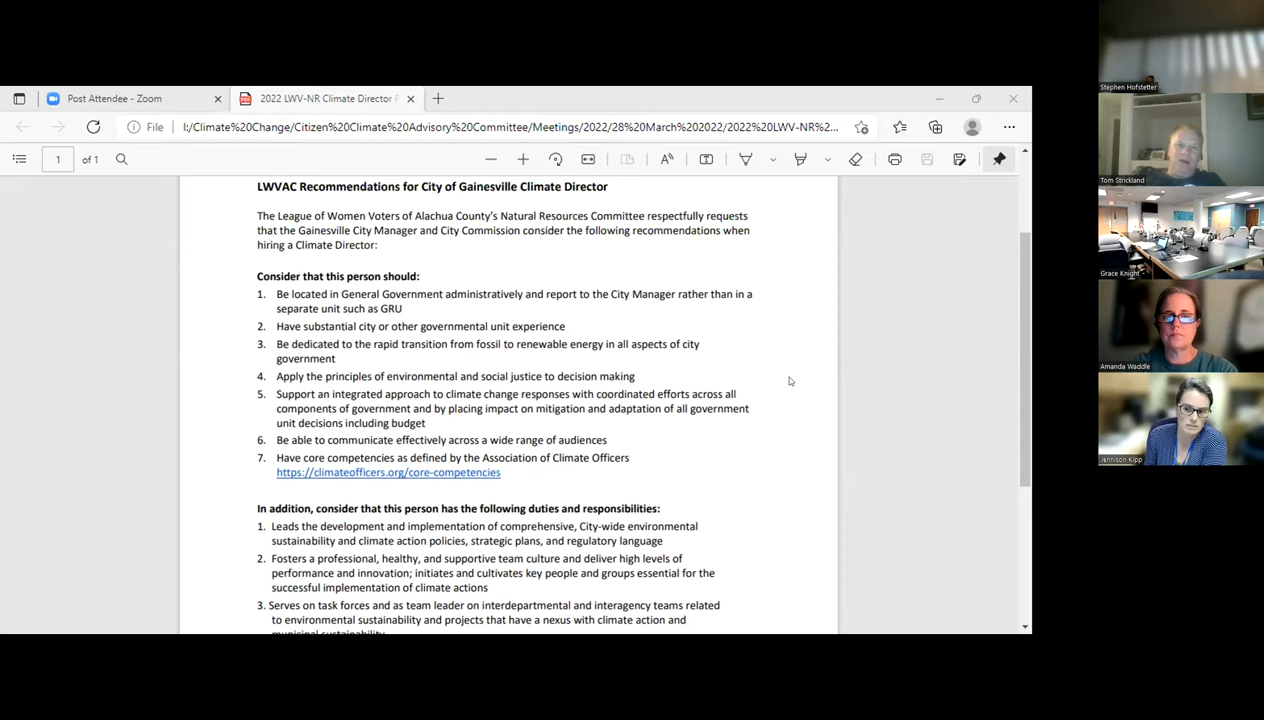 Post Attendee - Zoom
2022 LWV-NR Climate Director
File
I:/Climate%20Change/Citizen%20Climate%20Advisory%20Committee/Meetings/2022/28%20March%202022/2022%20LWV-NR%2...
1 of 1
LWVAC Recommendations for City of Gainesville Climate Director
The League of Women Voters of Alachua County's Natural Resources Committee respectfully requests
that the Gainesville City Manager and City Commission consider the following recommendations when
hiring a Climate Director:
Consider that this person should:
1. Be located in General Government administratively and report to the City Manager rather than in a
separate unit such as GRU
2. Have substantial city or other governmental unit experience
3. Be dedicated to the rapid transition from fossil to renewable energy in all aspects of city
government
4. Apply the principles of environmental and social justice to decision making
5. Support an integrated approach to climate change responses with coordinated efforts across all
components of government and by placing impact on mitigation and adaptation of all government
unit decisions including budget
6. Be able to communicate effectively across a wide range of audiences
7. Have core competencies as defined by the Association of Climate Officers
https://climateofficers.org/core-competencies
In addition, consider that this person has the following duties and responsibilities:
1. Leads the development and implementation of comprehensive, City-wide environmental
sustainability and climate action policies, strategic plans, and regulatory language
2. Fosters a professional, healthy, and supportive team culture and deliver high levels of
performance and innovation; initiates and cultivates key people and groups essential for the
successful implementation of climate actions
3. Serves on task forces and as team leader on interdepartmental and interagency teams related
to environmental sustainability and projects that have a nexus with climate action and
municipal sustainability
Stephen Hofstetter
Tom Strickland
Grace Knight
Amanda Waddle
Jennison Kipp